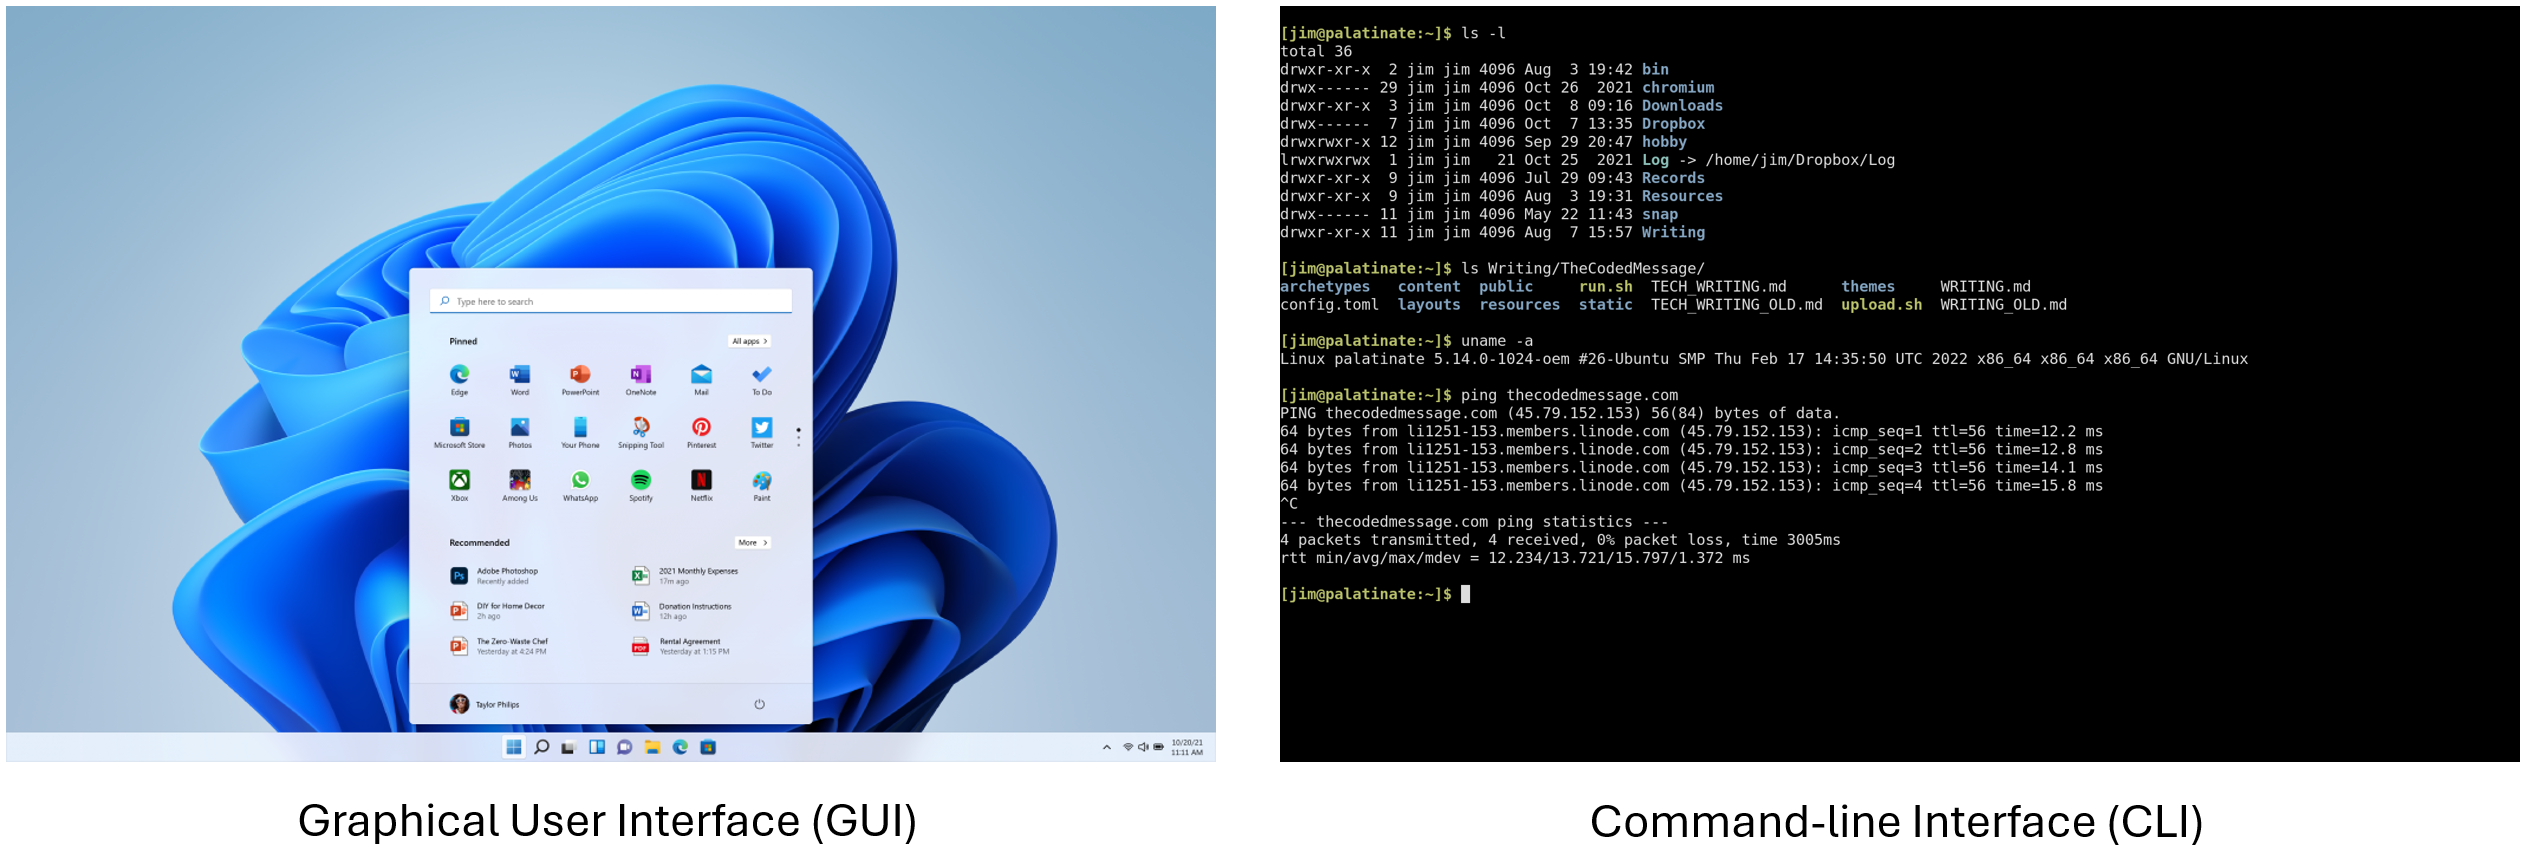 Type here to search
Pinned
All apps >
Edge Word PowerPoint OneNote Mail To Do
Microsoft Store Photos Your Phone Snipping Tool Pinterest Twitter
Xbox Among Us WhatsApp Spotify Netflix Paint
Recommended
More >
Adobe Photoshop
Recently added
2021 Monthly Expenses
17m ago
DIY for Home Decor
2h ago
Donation Instructions
12h ago
The Zero-Waste Chef
Yesterday at 4:24 PM
Rental Agreement
Yesterday at 1:15 PM
Taylor Philips
10/20/21
11:11 AM
Graphical User Interface (GUI)
[jim@palatinate:~]$ ls -l
total 36
drwxr-xr-x  2 jim jim 4096 Aug  3 19:42 bin
drwx------ 29 jim jim 4096 Oct 26  2021 chromium
drwxr-xr-x  3 jim jim 4096 Oct  8 09:16 Downloads
drwx------  7 jim jim 4096 Oct  7 13:35 Dropbox
drwxrwxr-x 12 jim jim 4096 Sep 29 20:47 hobby
lrwxrwxrwx  1 jim jim   21 Oct 25  2021 Log -> /home/jim/Dropbox/Log
drwxr-xr-x  9 jim jim 4096 Jul 29 09:43 Records
drwxr-xr-x  9 jim jim 4096 Aug  3 19:31 Resources
drwx------ 11 jim jim 4096 May 22 11:43 snap
drwxr-xr-x 11 jim jim 4096 Aug  7 15:57 Writing
[jim@palatinate:~]$ ls Writing/TheCodedMessage/
archetypes   content   public     run.sh  TECH_WRITING.md      themes     WRITING.md
config.toml  layouts  resources  static  TECH_WRITING_OLD.md  upload.sh  WRITING_OLD.md
[jim@palatinate:~]$ uname -a
Linux palatinate 5.14.0-1024-oem #26-Ubuntu SMP Thu Feb 17 14:35:50 UTC 2022 x86_64 x86_64 x86_64 GNU/Linux
[jim@palatinate:~]$ ping thecodedmessage.com
PING thecodedmessage.com (45.79.152.153) 56(84) bytes of data.
64 bytes from li1251-153.members.linode.com (45.79.152.153): icmp_seq=1 ttl=56 time=12.2 ms
64 bytes from li1251-153.members.linode.com (45.79.152.153): icmp_seq=2 ttl=56 time=12.8 ms
64 bytes from li1251-153.members.linode.com (45.79.152.153): icmp_seq=3 ttl=56 time=14.1 ms
64 bytes from li1251-153.members.linode.com (45.79.152.153): icmp_seq=4 ttl=56 time=15.8 ms
^C
--- thecodedmessage.com ping statistics ---
4 packets transmitted, 4 received, 0% packet loss, time 3005ms
rtt min/avg/max/mdev = 12.234/13.721/15.797/1.372 ms
[jim@palatinate:~]$
Command-line Interface (CLI)